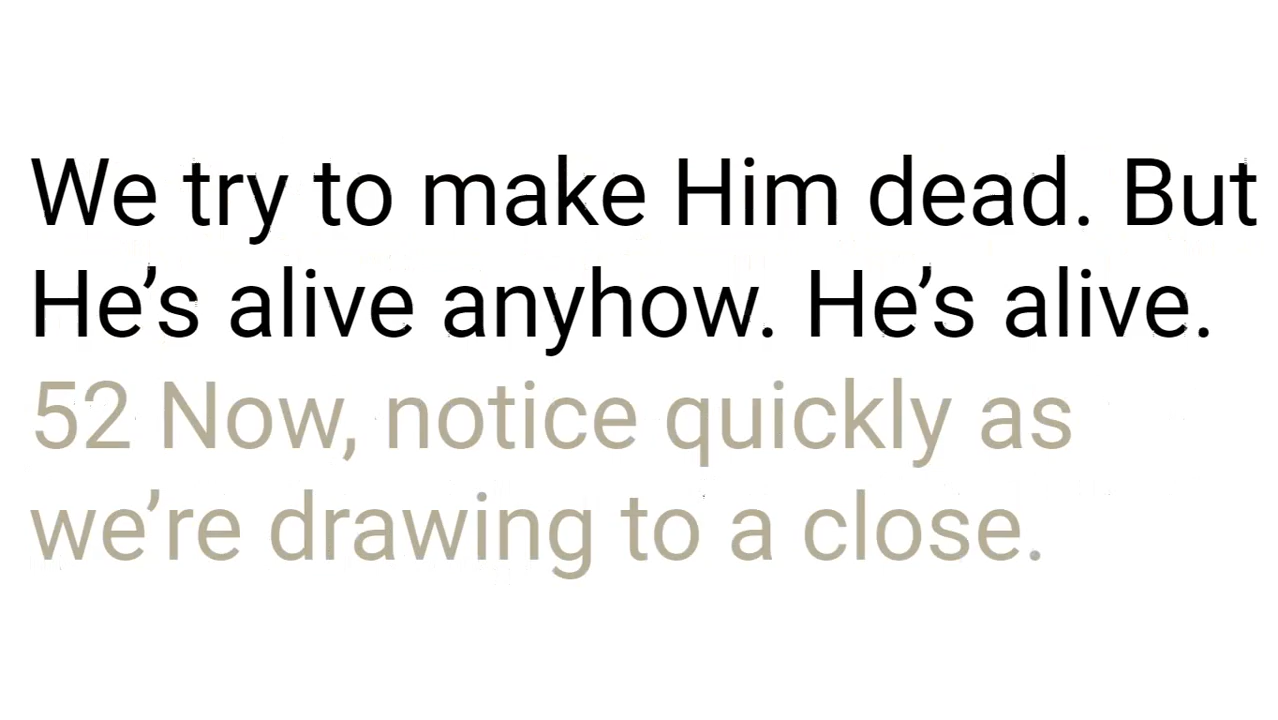 We try to make Him dead. But
He’s alive anyhow. He’s alive.
52 Now, notice quickly as
we’re drawing to a close.